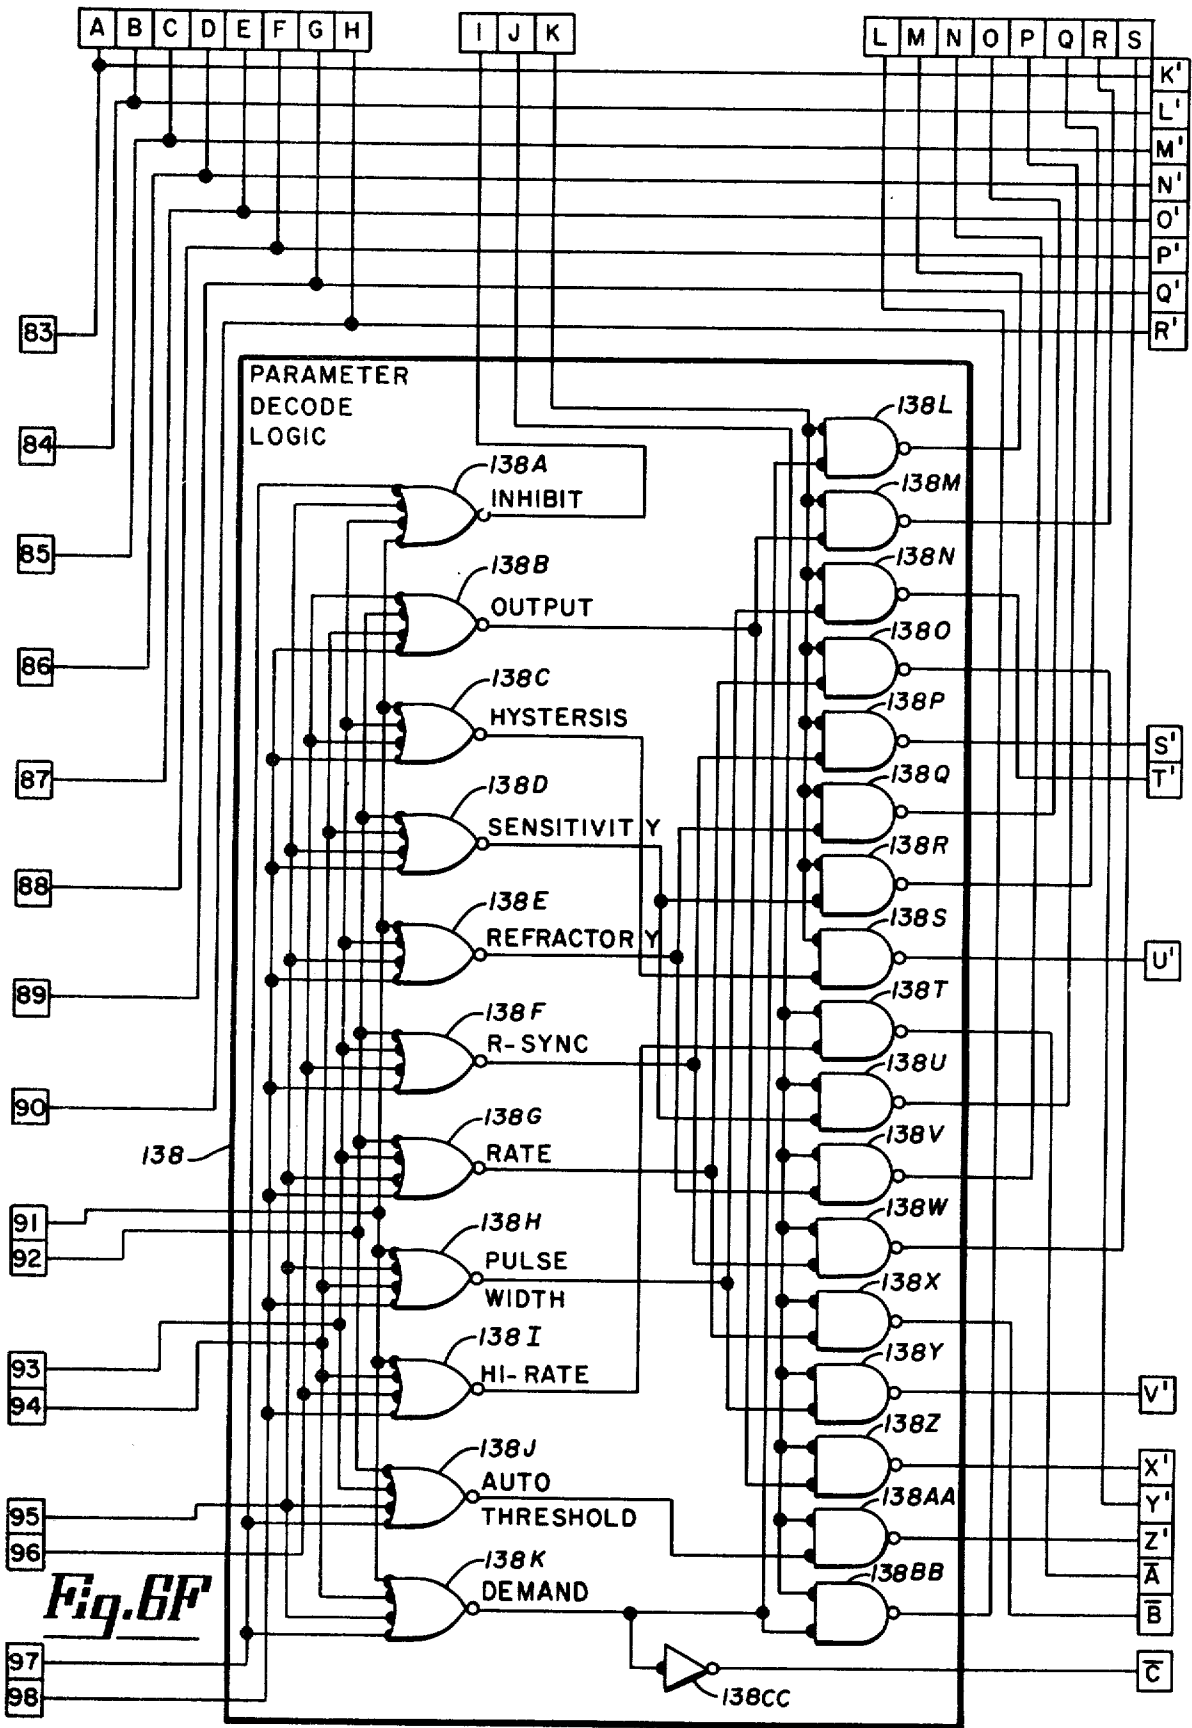 A B C D E F G H
I J K
L M N O P Q R S
K'
L'
M'
N'
O'
P'
Q'
R'
83
84
85
86
87
88
89
90
138
91
92
93
94
95
96
97
98
PARAMETER
DECODE
LOGIC
138A
INHIBIT
138B
OUTPUT
138C
HYSTERSIS
138D
SENSITIVITY
138E
REFRACTORY
138F
R-SYNC
138G
RATE
138H
PULSE
WIDTH
138I
HI-RATE
138J
AUTO
THRESHOLD
138K
DEMAND
138L
138M
138N
138O
138P
138Q
138R
138S
138T
138U
138V
138W
138X
138Y
138Z
138AA
138BB
138CC
S'
T'
U'
V'
X'
Y'
Z'
A̅
B̅
C̅
Fig.6F